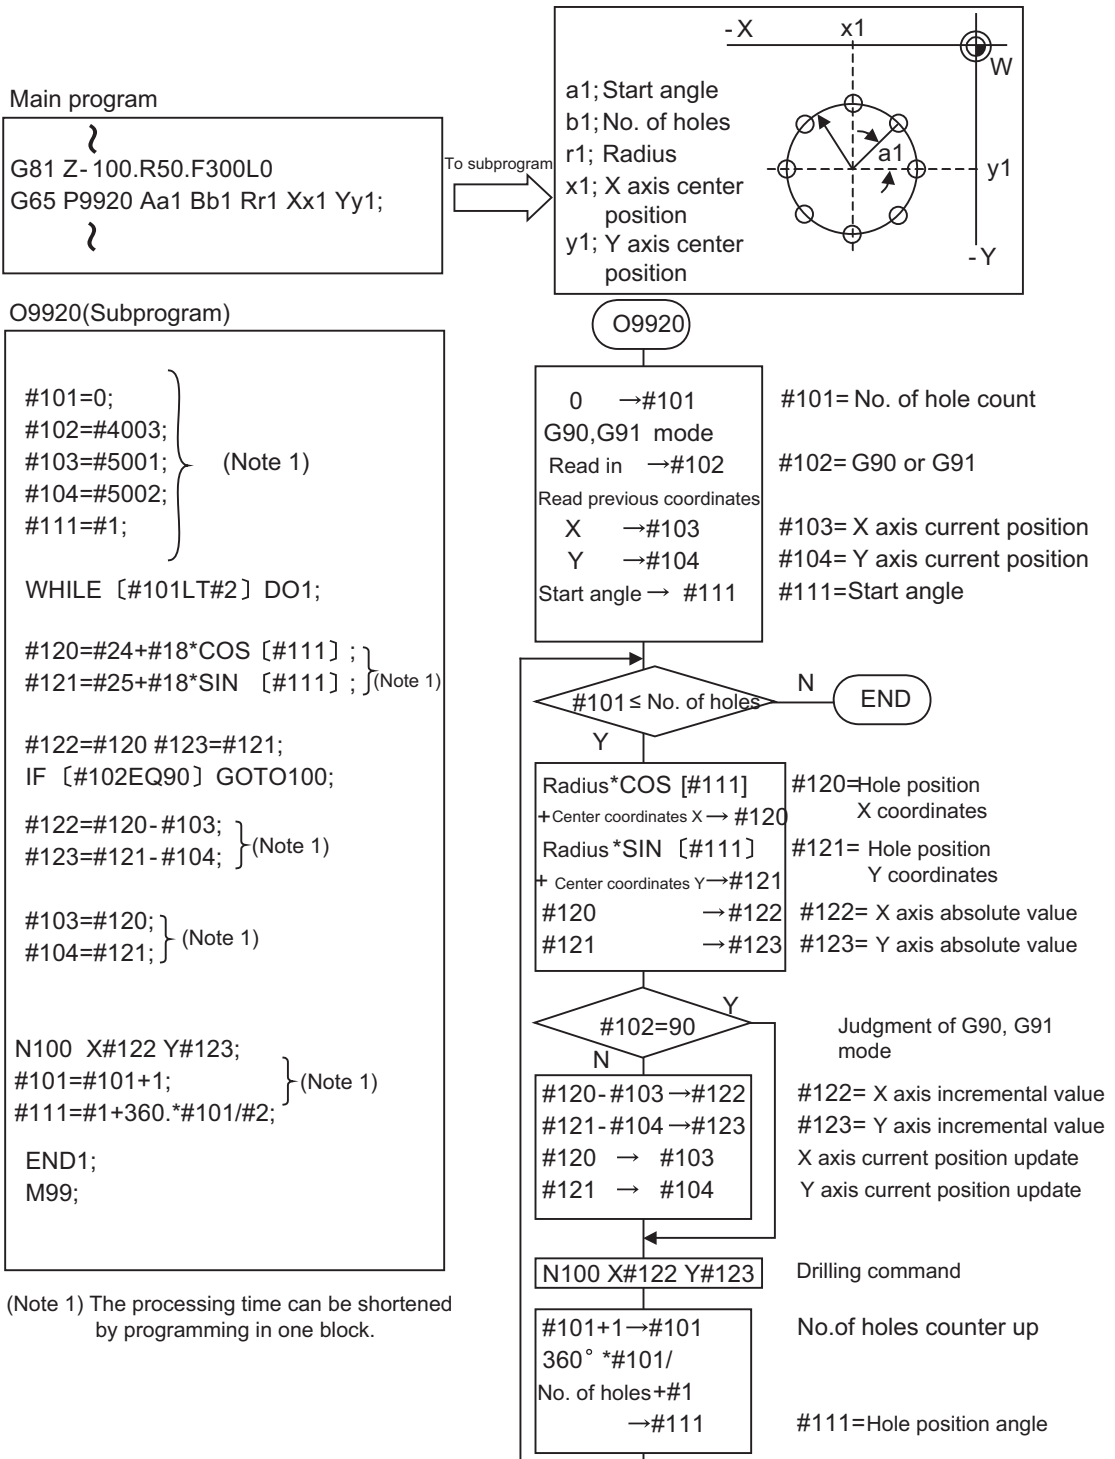 Main program
G81 Z-100.R50.F300L0
G65 P9920 Aa1 Bb1 Rr1 Xx1 Yy1;
To subprogram
-X
x1
W
a1;Start angle
b1;No. of holes
r1; Radius
x1; X axis center
position
y1; Y axis center
position
a1
y1
-Y
O9920(Subprogram)
#101=0;
#102=#4003;
#103=#5001;
#104=#5002;
#111=#1;
(Note 1)
WHILE〔#101LT#2〕DO1;
#120=#24+#18*COS〔#111〕;
#121=#25+#18*SIN 〔#111〕;
(Note 1)
#122=#120 #123=#121;
IF〔#102EQ90〕GOTO100;
#122=#120-#103;
#123=#121-#104;
(Note 1)
#103=#120;
#104=#121;
(Note 1)
N100 X#122 Y#123;
#101=#101+1;
#111=#1+360.*#101/#2;
(Note 1)
END1;
M99;
(Note 1) The processing time can be shortened
by programming in one block.
O9920
0 →#101
G90,G91 mode
Read in →#102
Read previous coordinates
X →#103
Y →#104
Start angle → #111
#101= No. of hole count
#102= G90 or G91
#103= X axis current position
#104= Y axis current position
#111=Start angle
#101 ≤ No. of holes
N
END
Y
Radius*COS [#111]
+Center coordinates X → #120
Radius*SIN 〔#111〕
+ Center coordinates Y→#121
#120 →#122
#121 →#123
#120=Hole position
X coordinates
#121= Hole position
Y coordinates
#122= X axis absolute value
#123= Y axis absolute value
#102=90
Y
N
Judgment of G90, G91
mode
#120-#103→#122
#121-#104→#123
#120 → #103
#121 → #104
#122= X axis incremental value
#123= Y axis incremental value
X axis current position update
Y axis current position update
N100 X#122 Y#123
Drilling command
#101+1→#101
360° *#101/
No. of holes+#1
→#111
No.of holes counter up
#111=Hole position angle